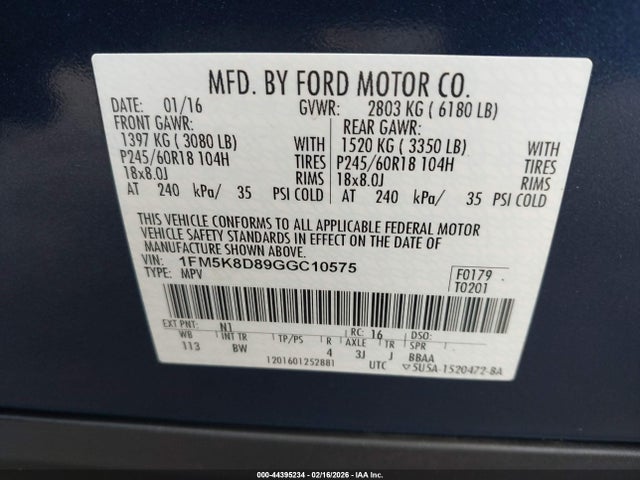 MFD. BY FORD MOTOR CO.
DATE: 01/16 GVWR: 2803 KG ( 6180 LB)
FRONT GAWR: REAR GAWR:
1397 KG ( 3080 LB) WITH 1520 KG ( 3350 LB) WITH
P245/60R18 104H TIRES P245/60R18 104H TIRES
18x8.0J RIMS 18x8.0J RIMS
AT 240 kPa/ 35 PSI COLD AT 240 kPa/ 35 PSI COLD
THIS VEHICLE CONFORMS TO ALL APPLICABLE FEDERAL MOTOR
VEHICLE SAFETY STANDARDS IN EFFECT ON THE DATE OF
MANUFACTURE SHOWN ABOVE.
VIN: 1FM5K8D89GGC10575 F0179
TYPE: MPV T0201
EXT PNT: N1 RC: 16 DSO:
WB INT TR TP/PS R AXLE TR SPR
113 BW 4 3J J BBAA
1201601252881 UTC ▽5U5A-1520472-BA
000-44395234 - 02/16/2026 - IAAI.COM